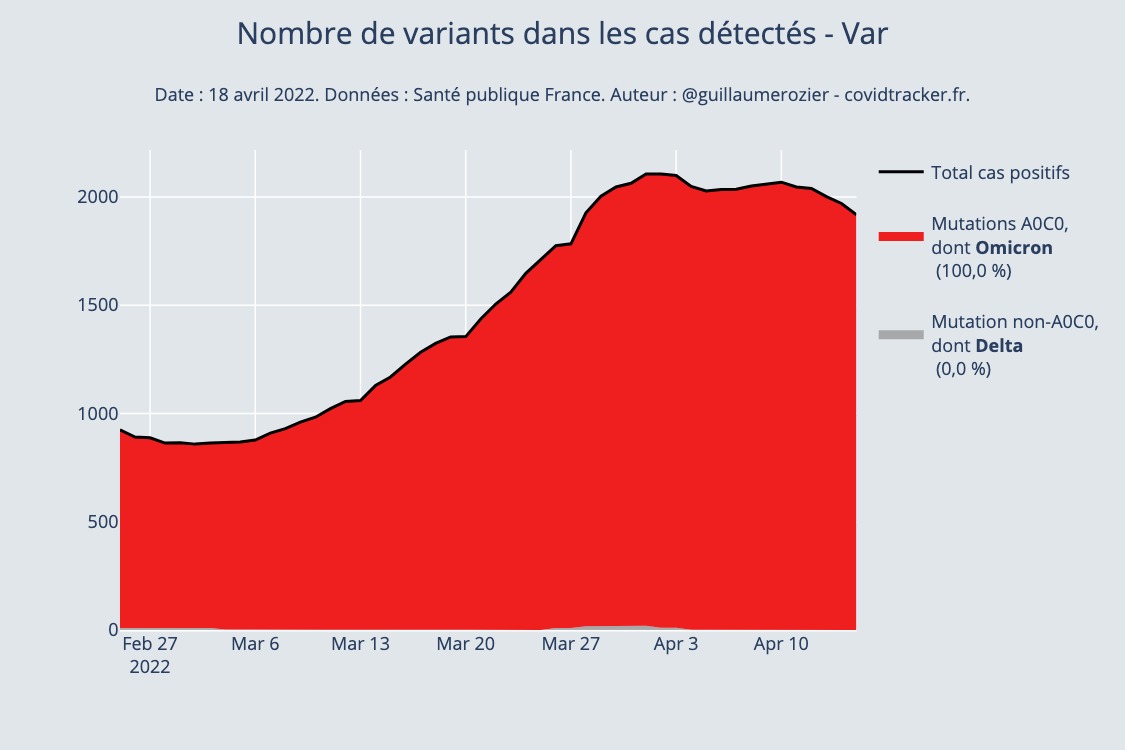 Nombre de variants dans les cas détectés - Var
Date : 18 avril 2022. Données : Santé publique France. Auteur : @guillaumerozier - covidtracker.fr.
Total cas positifs
Mutations A0C0,
dont Omicron
(100,0 %)
Mutation non-A0C0,
dont Delta
(0,0 %)
2000
1500
1000
500
0
Feb 27
2022
Mar 6
Mar 13
Mar 20
Mar 27
Apr 3
Apr 10